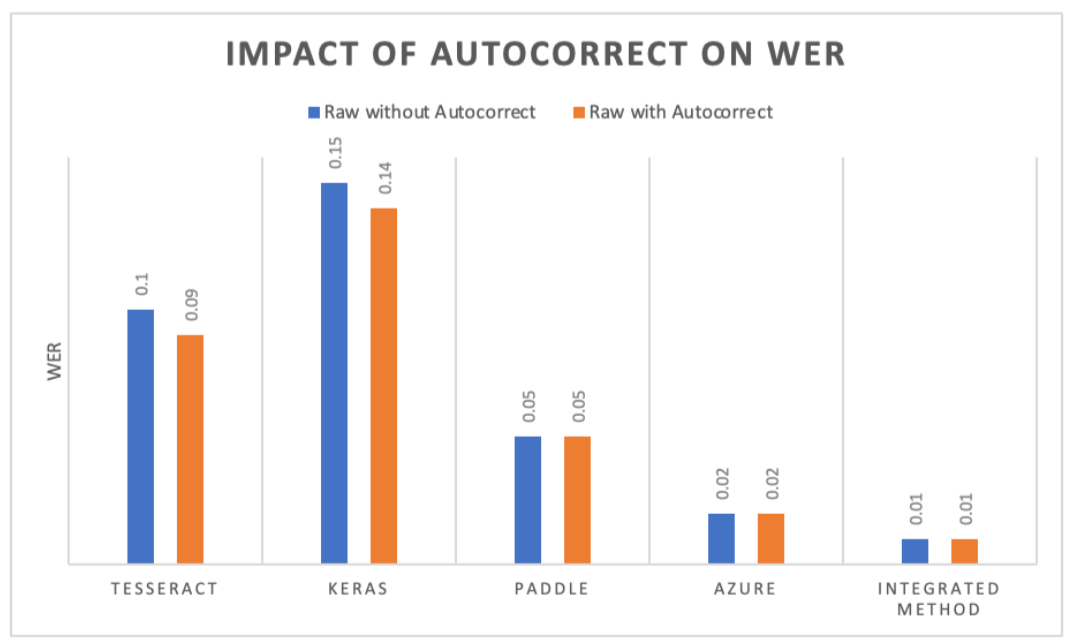 IMPACT OF AUTOCORRECT ON WER
Raw without Autocorrect Raw with Autocorrect
0.1
0.09
0.15
0.14
0.05
0.05
0.02
0.02
0.01
0.01
WER
TESSERACT KERAS PADDLE AZURE INTEGRATED
METHOD